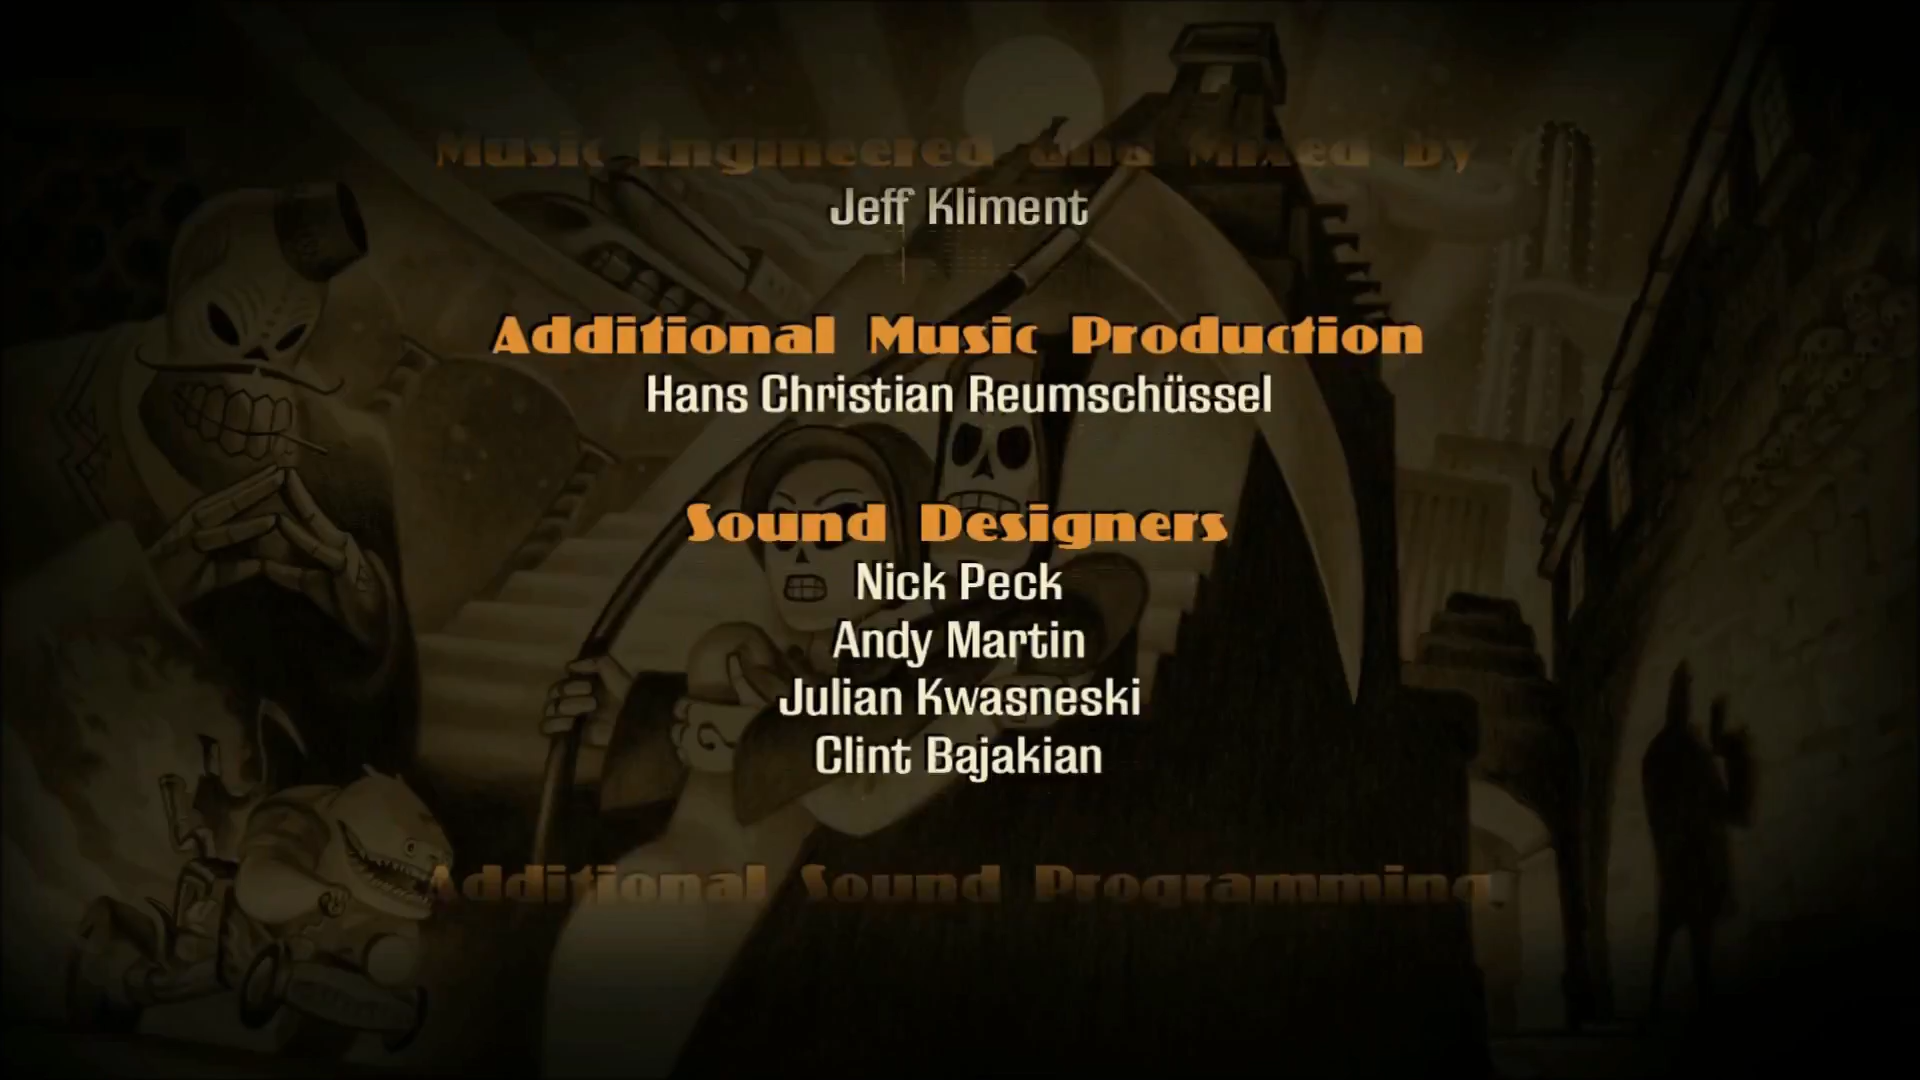 Music Engineered and Mixed by
Jeff Kliment
Additional Music Production
Hans Christian Reumschüssel
Sound Designers
Nick Peck
Andy Martin
Julian Kwasneski
Clint Bajakian
Additional Sound Programming